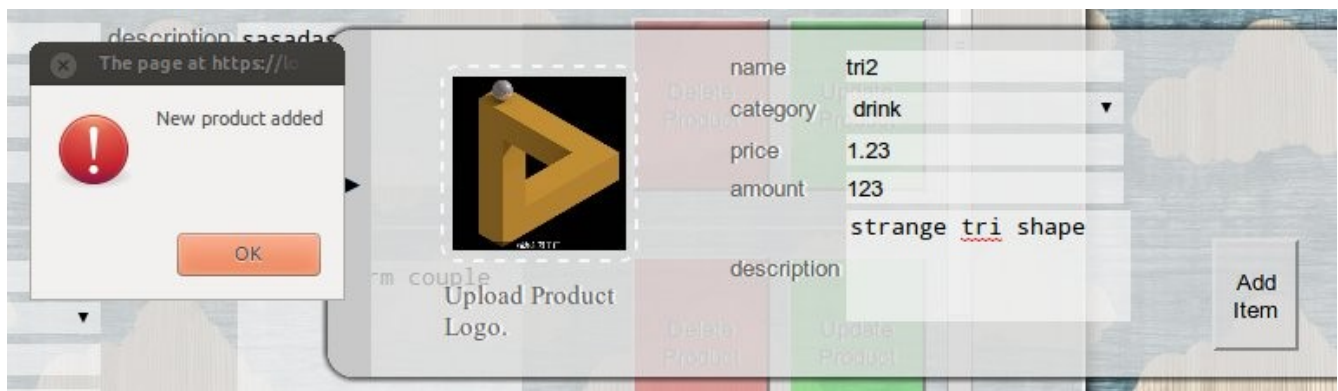 description sasadas
The page at https://lo
New product added
OK
rm couple
Upload Product
Logo.
name tri2
category drink
price 1.23
amount 123
description
strange tri shape
Add
Item
Delete
Product
Update
Product
Delete
Product
Update
Product